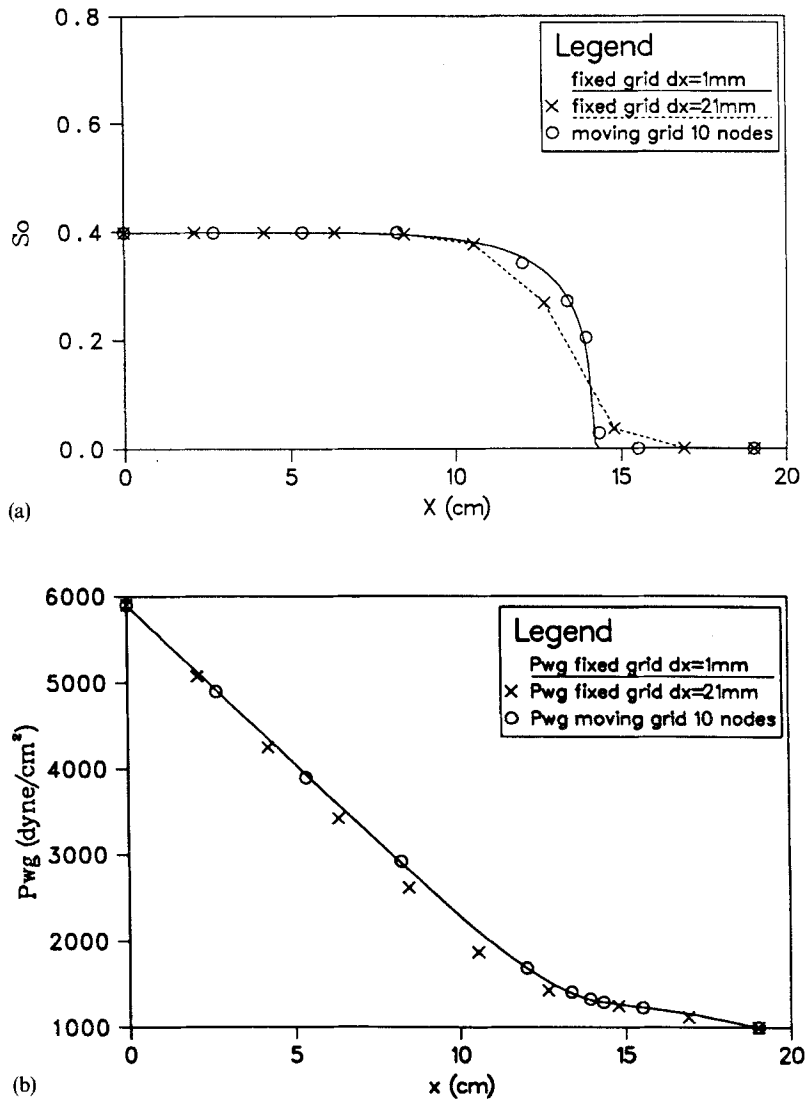 0.8
0.6
0.4
0.2
0.0
So
Legend
fixed grid dx=1mm
fixed grid dx=21mm
moving grid 10 nodes
0 5 10 15 20
X (cm)
(a)
6000
5000
4000
3000
2000
1000
Pwg (dyne/cm²)
Legend
Pwg fixed grid dx=1mm
Pwg fixed grid dx=21mm
Pwg moving grid 10 nodes
0 5 10 15 20
x (cm)
(b)